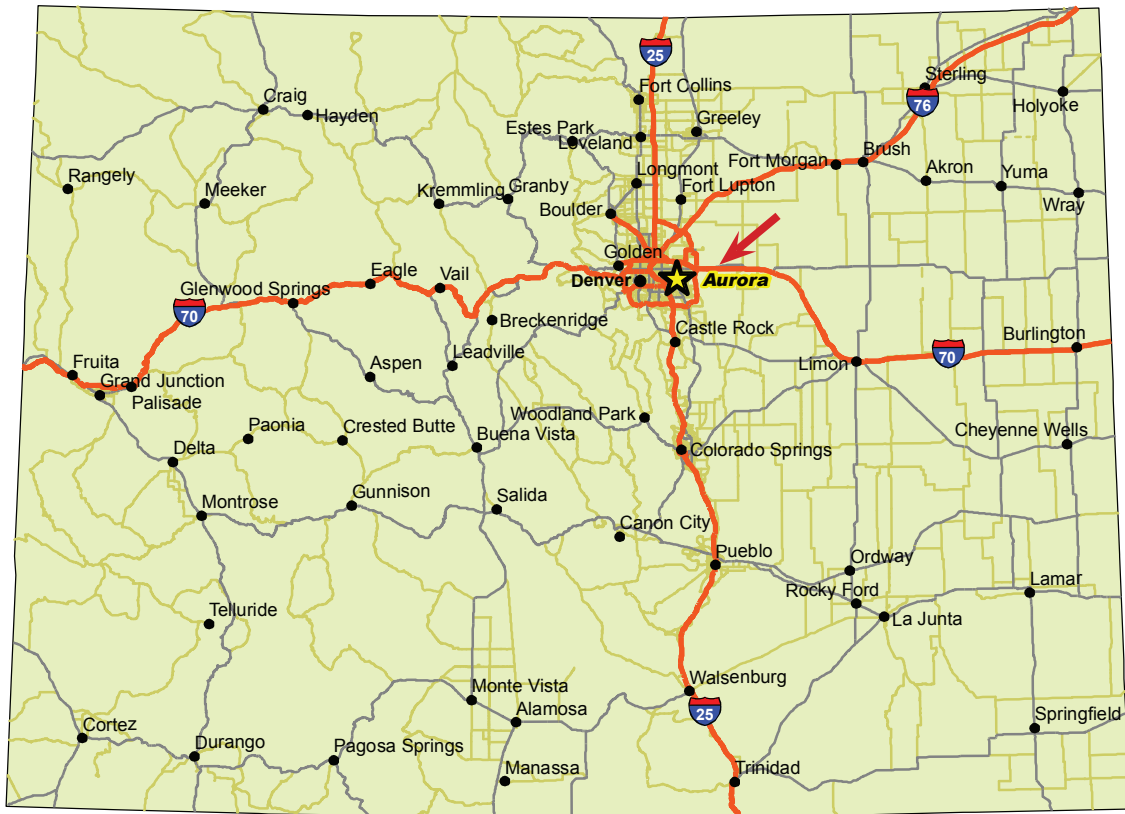 25
Sterling
Fort Collins
76
Holyoke
Craig
Hayden
Greeley
Estes Park
Loveland
Brush
Fort Morgan
Akron
Yuma
Rangely
Meeker
Kremmling
Granby
Longmont
Fort Lupton
Wray
Boulder
Golden
Eagle
Vail
Denver
Aurora
Glenwood Springs
70
Breckenridge
Castle Rock
Burlington
Limon
70
Fruita
Grand Junction
Palisade
Aspen
Leadville
Woodland Park
Paonia
Crested Butte
Buena Vista
Colorado Springs
Cheyenne Wells
Delta
Montrose
Gunnison
Salida
Canon City
Pueblo
Ordway
Rocky Ford
Lamar
La Junta
Telluride
Walsenburg
25
Monte Vista
Alamosa
Springfield
Cortez
Durango
Pagosa Springs
Manassa
Trinidad